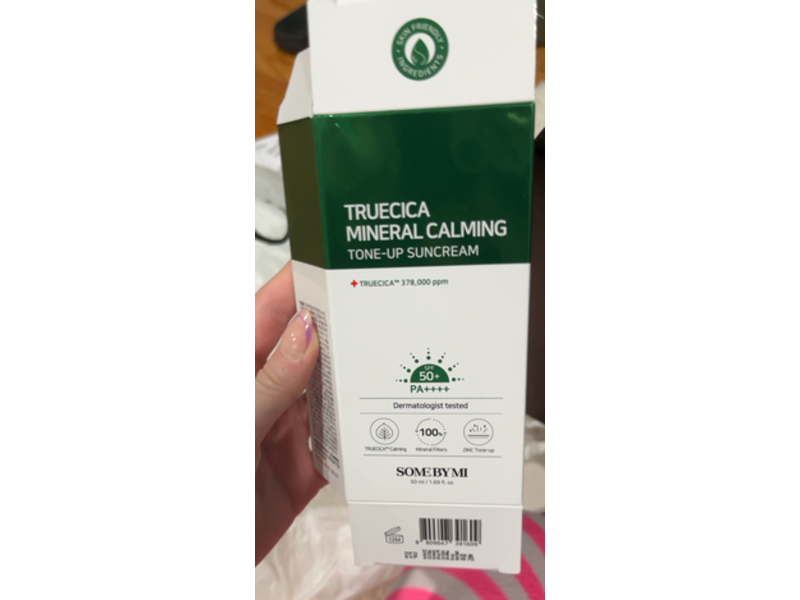 SKIN FRIENDLY
INGREDIENTS
TRUECICA
MINERAL CALMING
TONE-UP SUNCREAM
TRUECICA™ 378,000 ppm
SPF
50+
PA++++
Dermatologist tested
100%
TRUECICA™ Calming
Mineral Filters
ZINC Tone-up
SOME BY MI
50 ml / 1.69 fl. oz.
12M